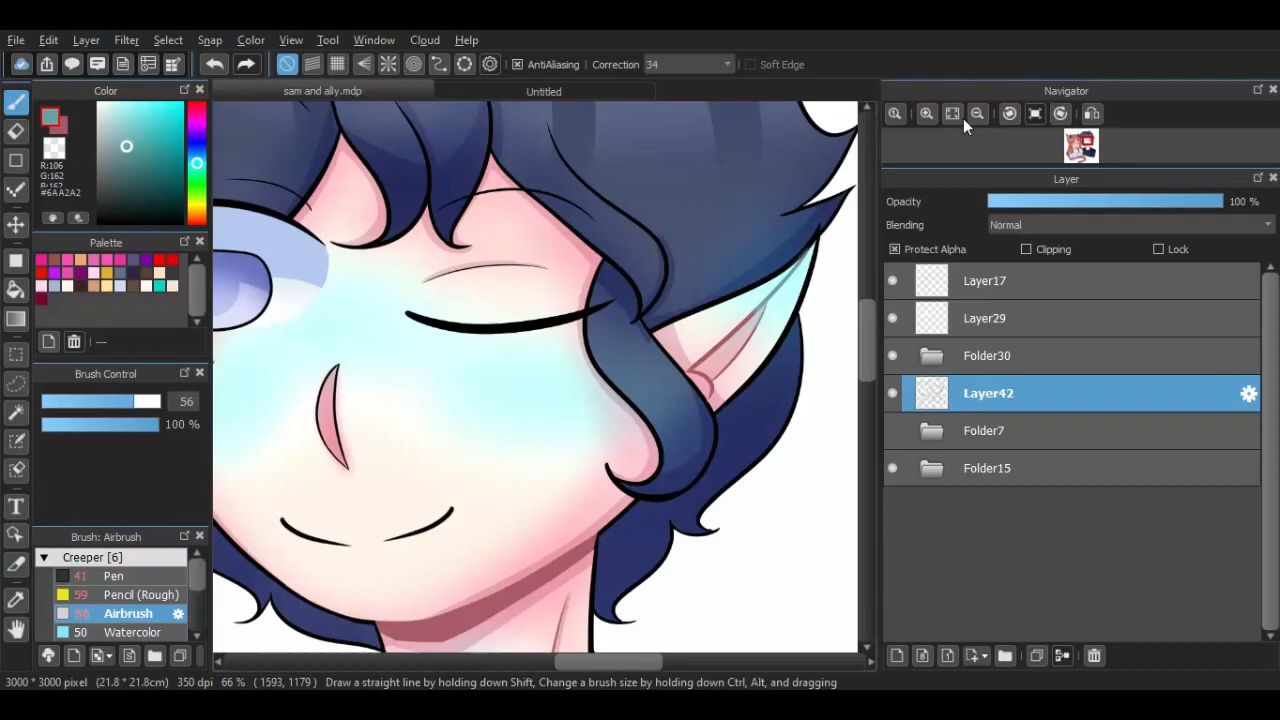 File Edit Layer Filter Select Snap Color View Tool Window Cloud Help
AntiAliasing Correction 34 Soft Edge
Color
sam and ally.mdp Untitled
Navigator
R:106
G:162
B:162
#6AA2A2
Layer
Opacity 100 %
Blending Normal
Protect Alpha Clipping Lock
Palette
---
Layer17
Layer29
Folder30
Layer42
Folder7
Folder15
Brush Control
56
100 %
Brush: Airbrush
Creeper [6]
41 Pen
59 Pencil (Rough)
56 Airbrush
50 Watercolor
3000 * 3000 pixel (21.8 * 21.8cm) 350 dpi 66 % ( 1593, 1179 ) Draw a straight line by holding down Shift, Change a brush size by holding down Ctrl, Alt, and dragging